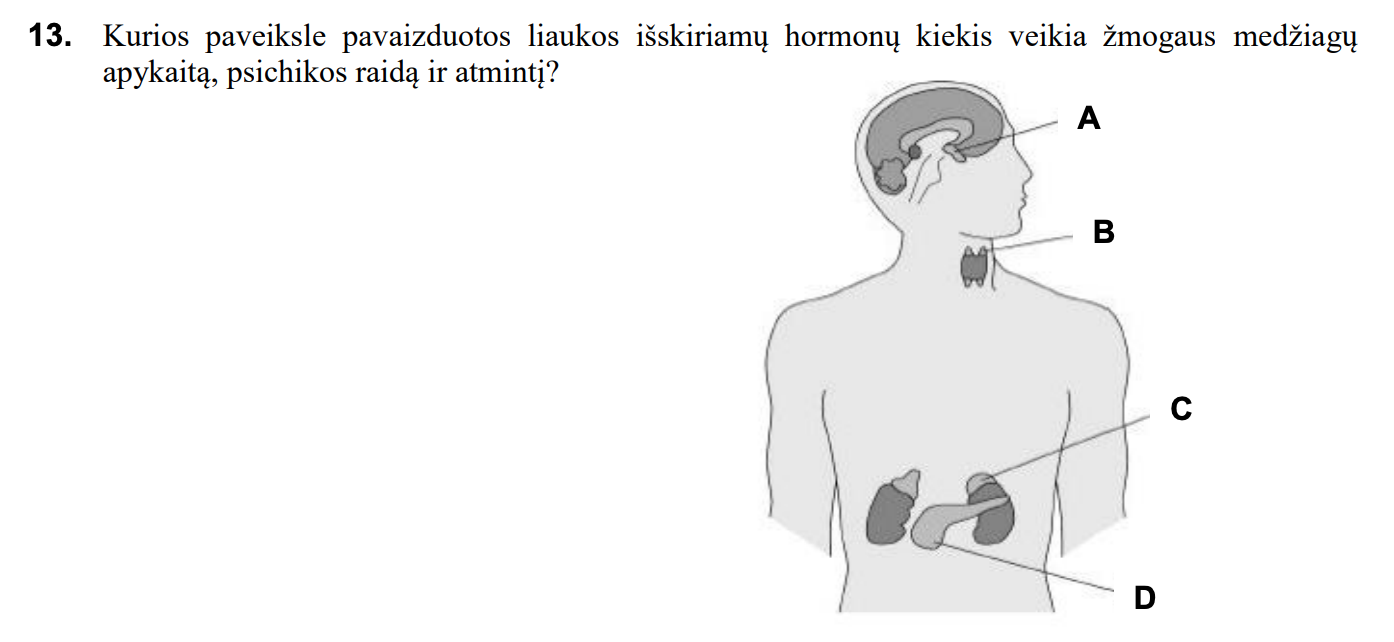 13. Kurios paveiksle pavaizduotos liaukos išskiriamų hormonų kiekis veikia žmogaus medžiagų
apykaitą, psichikos raidą ir atmintį?
A
B
C
D